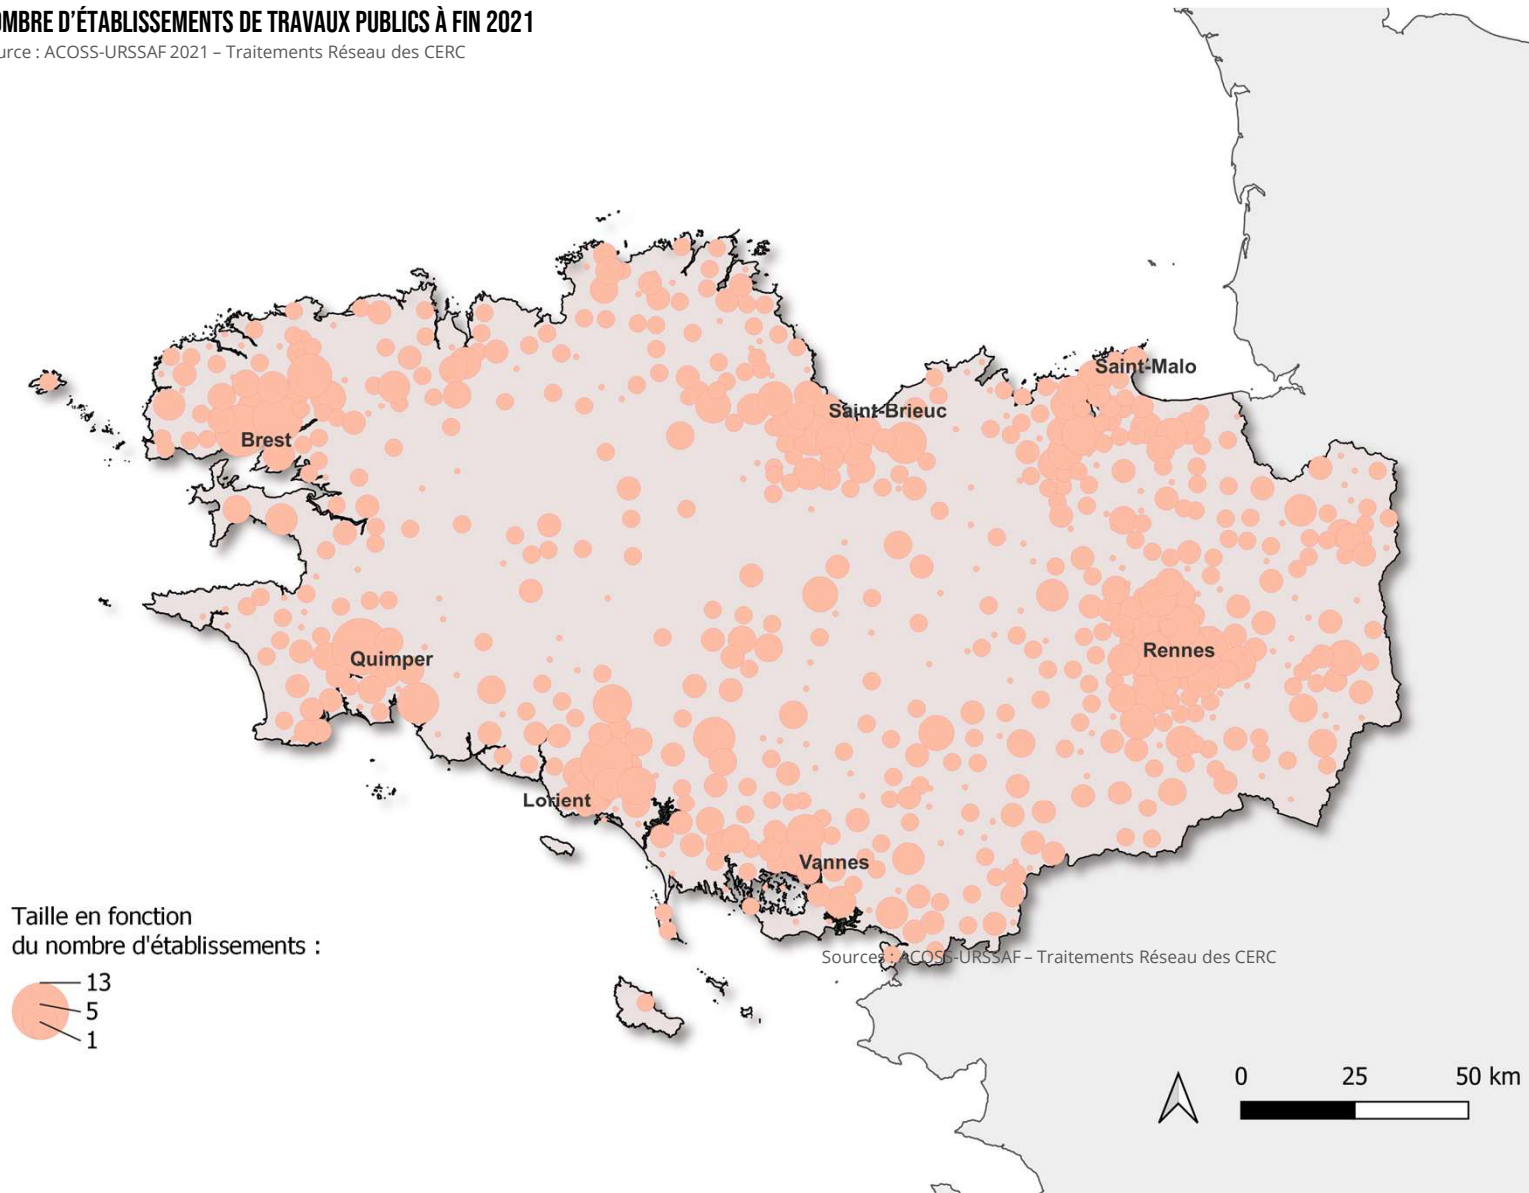 OMBRE D'ÉTABLISSEMENTS DE TRAVAUX PUBLICS À FIN 2021
urce : ACOSS-URSSAF 2021 – Traitements Réseau des CERC
Saint-Malo
Saint-Brieuc
Brest
Rennes
Quimper
Lorient
Vannes
Sources : ACOSS-URSSAF – Traitements Réseau des CERC
Taille en fonction
du nombre d'établissements :
13
5
1
0 25 50 km